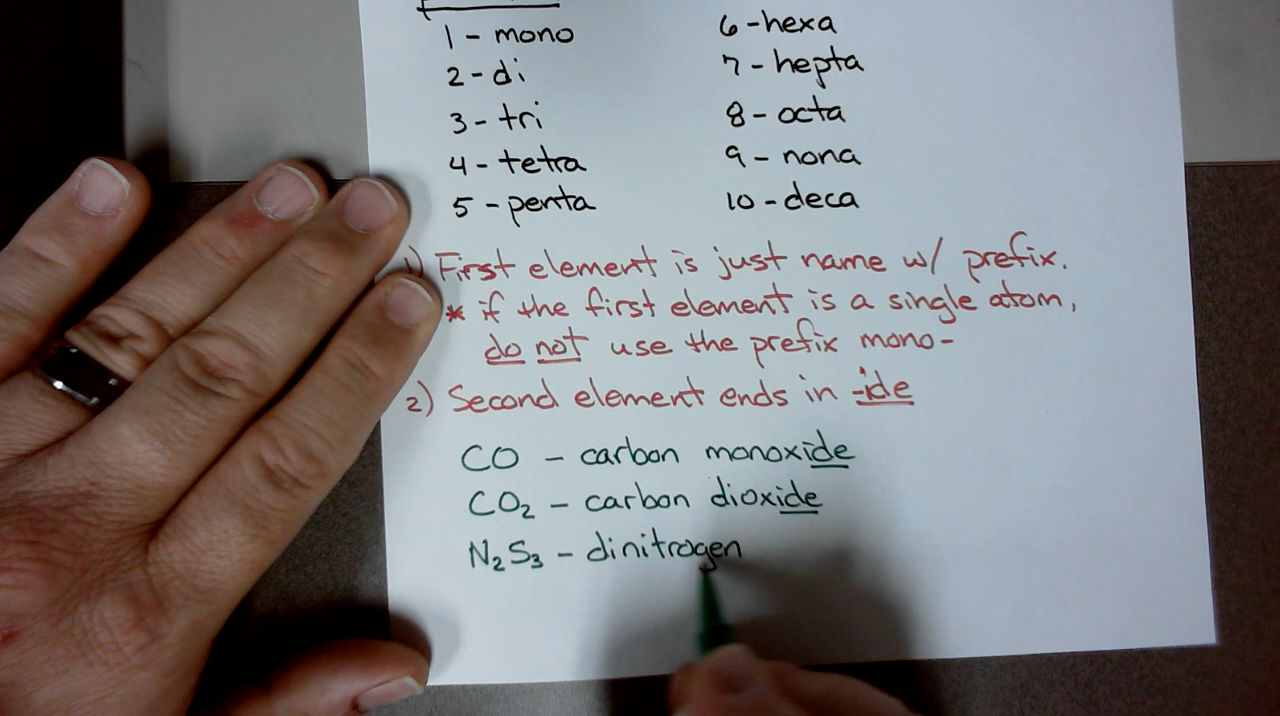 1 - mono
2 - di
3 - tri
4 - tetra
5 - penta
6 - hexa
7 - hepta
8 - octa
9 - nona
10 - deca
1) First element is just name w/ prefix.
* if the first element is a single atom,
do not use the prefix mono-
2) Second element ends in -ide
CO - carbon monoxide
CO₂ - carbon dioxide
N₂S₃ - dinitrogen